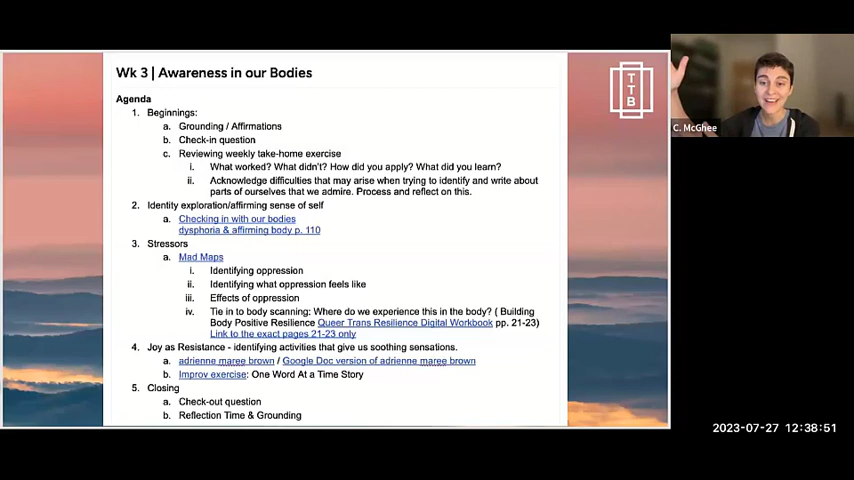 Wk 3 | Awareness in our Bodies
TTB
C. McGhee
Agenda
1. Beginnings:
a. Grounding / Affirmations
b. Check-in question
c. Reviewing weekly take-home exercise
i. What worked? What didn't? How did you apply? What did you learn?
ii. Acknowledge difficulties that may arise when trying to identify and write about
parts of ourselves that we admire. Process and reflect on this.
2. Identity exploration/affirming sense of self
a. Checking in with our bodies
dysphoria & affirming body p. 110
3. Stressors
a. Mad Maps
i. Identifying oppression
ii. Identifying what oppression feels like
iii. Effects of oppression
iv. Tie in to body scanning: Where do we experience this in the body? ( Building
Body Positive Resilience Queer Trans Resilience Digital Workbook pp. 21-23)
Link to the exact pages 21-23 only
4. Joy as Resistance - identifying activities that give us soothing sensations.
a. adrienne maree brown / Google Doc version of adrienne maree brown
b. Improv exercise: One Word At a Time Story
5. Closing
a. Check-out question
b. Reflection Time & Grounding
2023-07-27 12:38:51